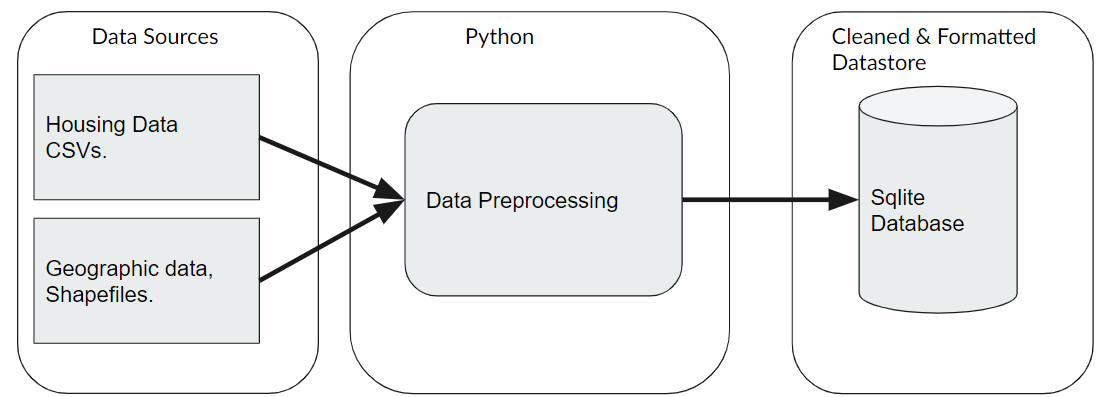 Data Sources
Housing Data
CSVs.
Geographic data,
Shapefiles.
Python
Data Preprocessing
Cleaned & Formatted
Datastore
Sqlite
Database